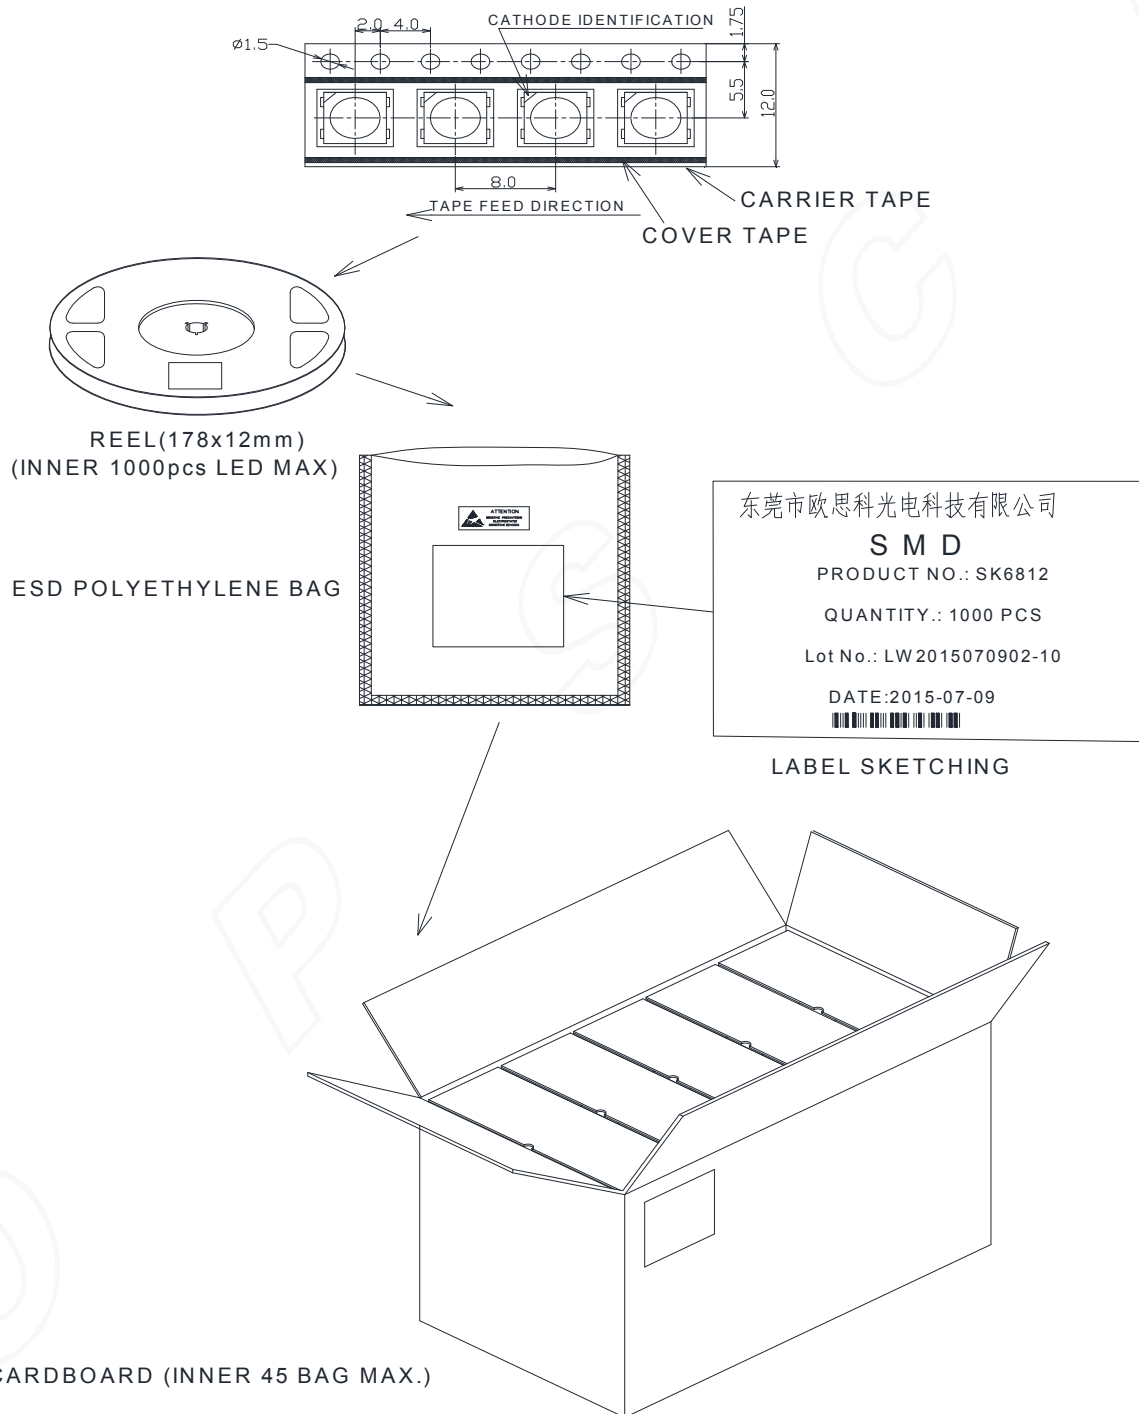 CATHODE IDENTIFICATION
2.0 4.0
1.75
Ø1.5
5.5
12.0
8.0
TAPE FEED DIRECTION
CARRIER TAPE
COVER TAPE
REEL(178x12mm)
(INNER 1000pcs LED MAX)
ATTENTION
ESD POLYETHYLENE BAG
东莞市欧思科光电科技有限公司
SMD
PRODUCT NO.: SK6812
QUANTITY.: 1000 PCS
Lot No.: LW2015070902-10
DATE:2015-07-09
LABEL SKETCHING
CARDBOARD (INNER 45 BAG MAX.)
O P S C